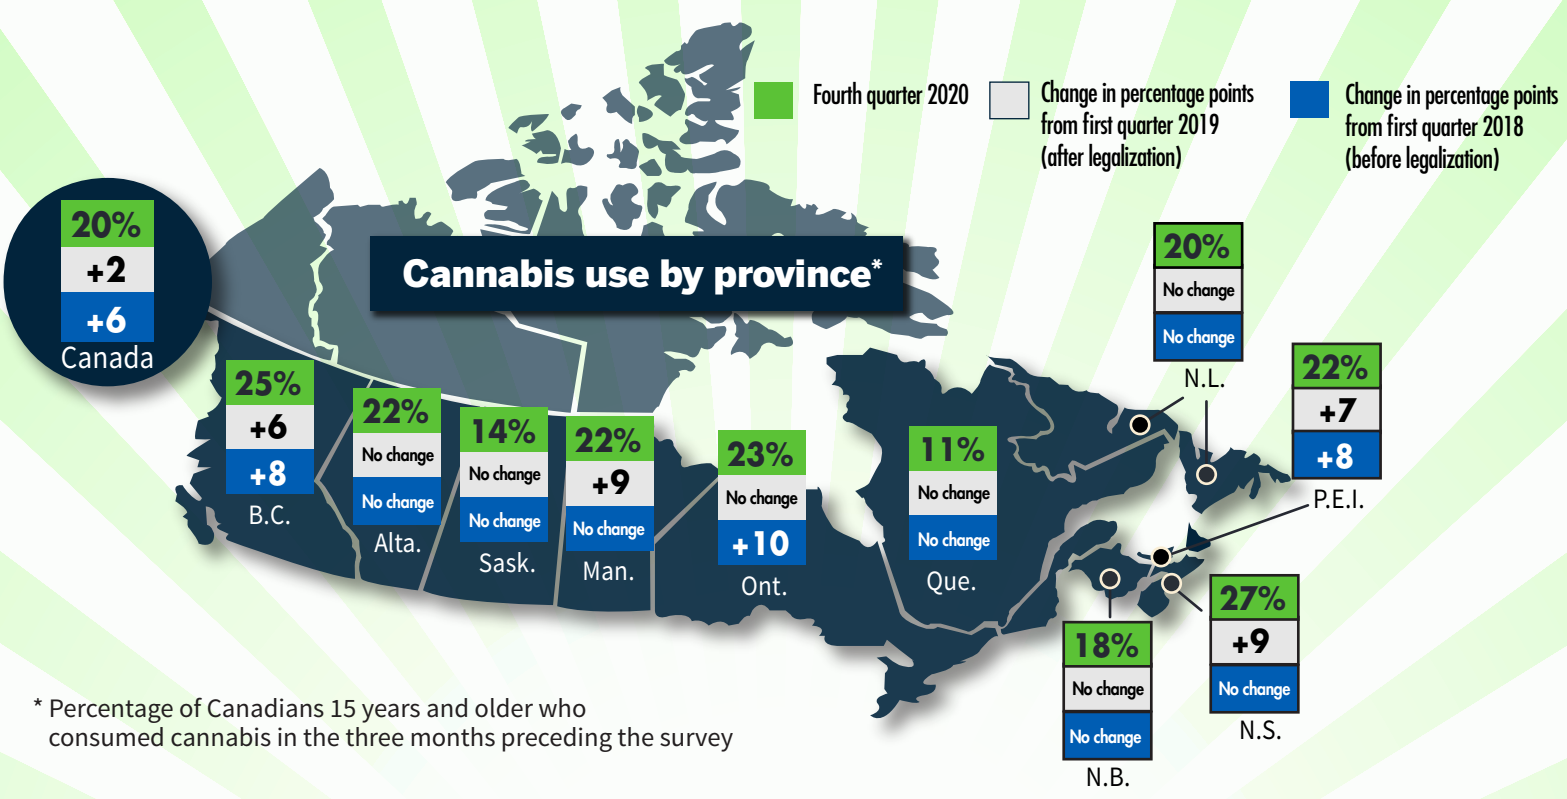 Fourth quarter 2020
Change in percentage points
from first quarter 2019
(after legalization)
Change in percentage points
from first quarter 2018
(before legalization)
Cannabis use by province*
20%
+2
+6
Canada
25%
+6
+8
B.C.
22%
No change
No change
Alta.
14%
No change
No change
Sask.
22%
+9
No change
Man.
23%
No change
+10
Ont.
11%
No change
No change
Que.
20%
No change
No change
N.L.
22%
+7
+8
P.E.I.
27%
+9
No change
N.S.
18%
No change
No change
N.B.
* Percentage of Canadians 15 years and older who
consumed cannabis in the three months preceding the survey